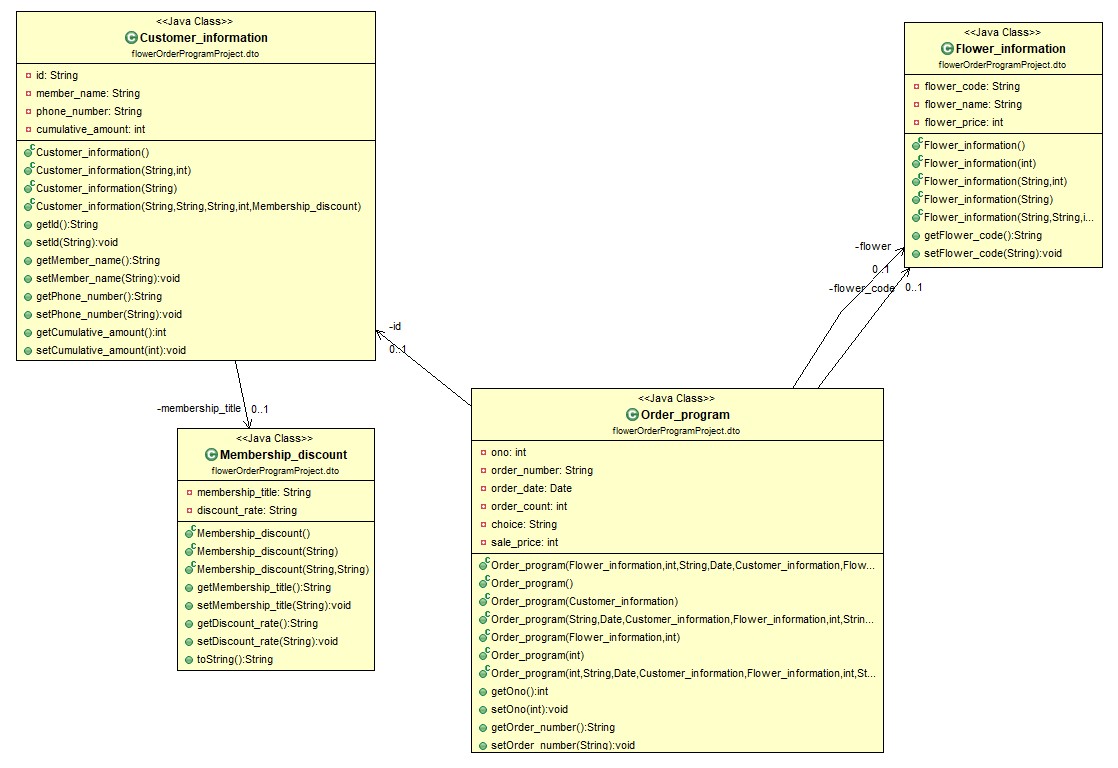 <<Java Class>>
Customer_information
flowerOrderProgramProject.dto
id: String
member_name: String
phone_number: String
cumulative_amount: int
Customer_information()
Customer_information(String,int)
Customer_information(String)
Customer_information(String,String,String,int,Membership_discount)
getId():String
setId(String):void
getMember_name():String
setMember_name(String):void
getPhone_number():String
setPhone_number(String):void
getCumulative_amount():int
setCumulative_amount(int):void
<<Java Class>>
Flower_information
flowerOrderProgramProject.dto
flower_code: String
flower_name: String
flower_price: int
Flower_information()
Flower_information(int)
Flower_information(String,int)
Flower_information(String)
Flower_information(String,String,i...
getFlower_code():String
setFlower_code(String):void
-flower
0..1
-flower_code
0..1
-id
0..1
-membership_title
0..1
<<Java Class>>
Membership_discount
flowerOrderProgramProject.dto
membership_title: String
discount_rate: String
Membership_discount()
Membership_discount(String)
Membership_discount(String,String)
getMembership_title():String
setMembership_title(String):void
getDiscount_rate():String
setDiscount_rate(String):void
toString():String
<<Java Class>>
Order_program
flowerOrderProgramProject.dto
ono: int
order_number: String
order_date: Date
order_count: int
choice: String
sale_price: int
Order_program(Flower_information,int,String,Date,Customer_information,Flow...
Order_program()
Order_program(Customer_information)
Order_program(String,Date,Customer_information,Flower_information,int,Strin...
Order_program(Flower_information,int)
Order_program(int)
Order_program(int,String,Date,Customer_information,Flower_information,int,St...
getOno():int
setOno(int):void
getOrder_number():String
setOrder_number(String):void